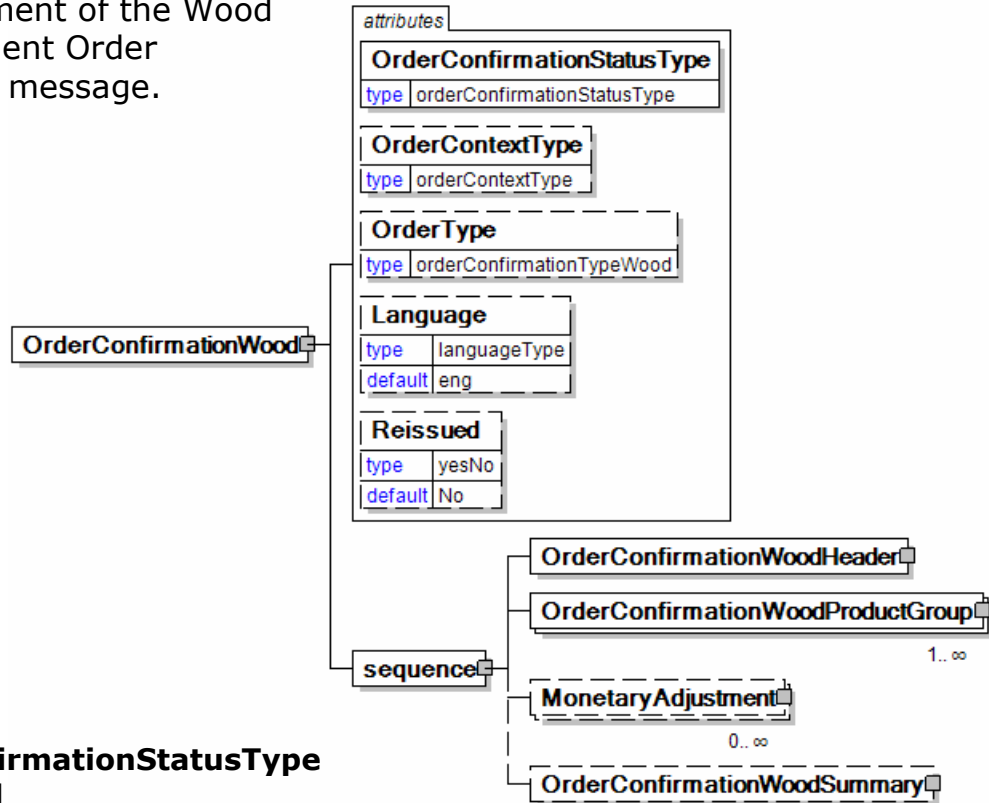 ment of the Wood
ent Order
message.
attributes
OrderConfirmationStatusType
type orderConfirmationStatusType
OrderContextType
type orderContextType
OrderType
type orderConfirmationTypeWood
Language
type languageType
default eng
Reissued
type yesNo
default No
OrderConfirmationWood
sequence
OrderConfirmationWoodHeader
OrderConfirmationWoodProductGroup
1.. ∞
MonetaryAdjustment
0.. ∞
OrderConfirmationWoodSummary
firmationStatusType